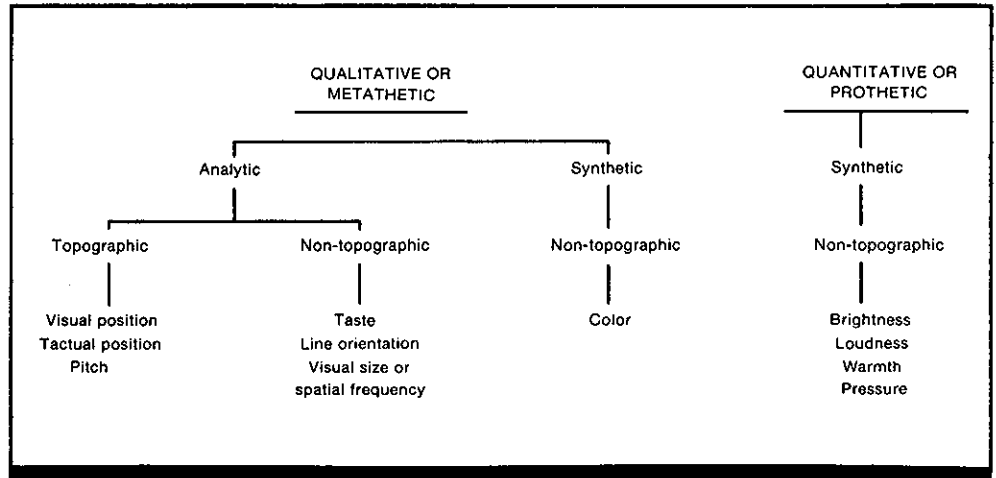 QUALITATIVE OR
METATHETIC
QUANTITATIVE OR
PROTHETIC
Analytic
Synthetic
Synthetic
Topographic
Non-topographic
Non-topographic
Non-topographic
Visual position
Tactual position
Pitch
Taste
Line orientation
Visual size or
spatial frequency
Color
Brightness
Loudness
Warmth
Pressure